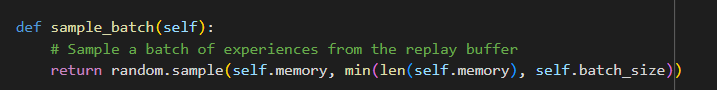 def sample_batch(self):
    # Sample a batch of experiences from the replay buffer
    return random.sample(self.memory, min(len(self.memory), self.batch_size))